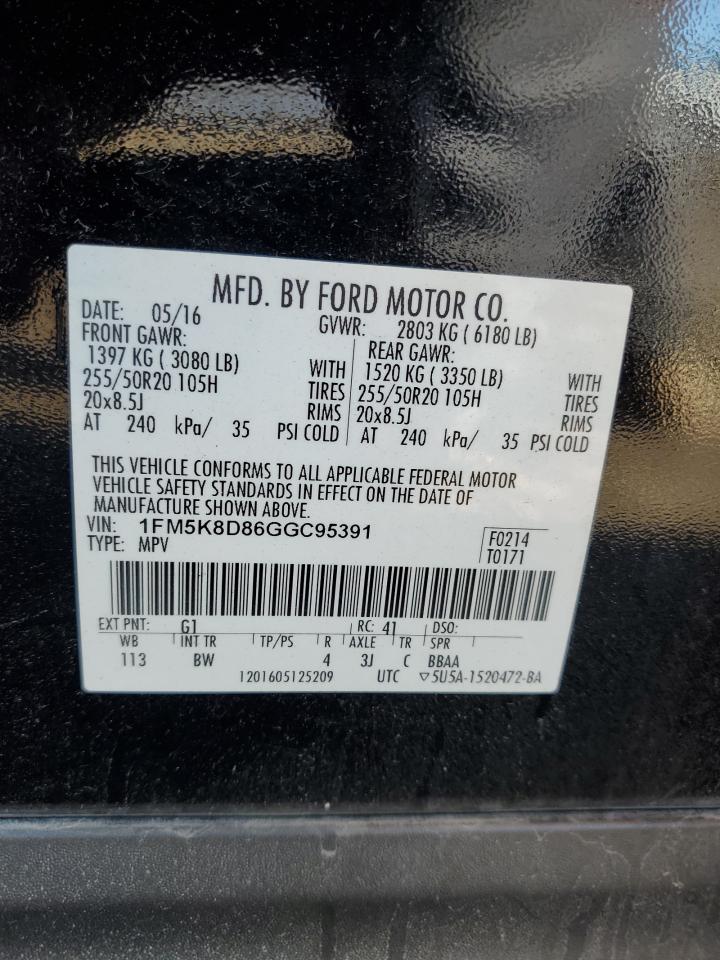 MFD. BY FORD MOTOR CO.
DATE: 05/16 GVWR: 2803 KG ( 6180 LB)
FRONT GAWR: REAR GAWR:
1397 KG ( 3080 LB) WITH 1520 KG ( 3350 LB) WITH
255/50R20 105H TIRES 255/50R20 105H TIRES
20x8.5J RIMS 20x8.5J RIMS
AT 240 kPa/ 35 PSI COLD AT 240 kPa/ 35 PSI COLD
THIS VEHICLE CONFORMS TO ALL APPLICABLE FEDERAL MOTOR
VEHICLE SAFETY STANDARDS IN EFFECT ON THE DATE OF
MANUFACTURE SHOWN ABOVE.
VIN: 1FM5K8D86GGC95391 F0214
TYPE: MPV T0171
EXT PNT: G1 RC: 41 DSO:
WB INT TR TP/PS R AXLE TR SPR
113 BW 4 3J C BBAA
1201605125209 UTC ▽5U5A-1520472-BA